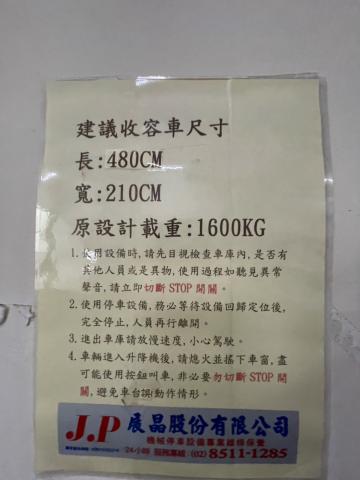 建議收容車尺寸
長:480CM
寬:210CM
原設計載重:1600KG
1. 使用設備時,請先目視檢查車庫內,是否有
其他人員或是異物,使用過程如聽見異常
聲音,請立即切斷 STOP 開關。
2. 使用停車設備,務必等待設備回歸定位後,
完全停止,人員再行離開。
3. 進出車庫請放慢速度,小心駕駛。
4. 車輛進入升降機後,請熄火並搖下車窗,盡
可能使用按鈕叫車,非必要勿切斷 STOP 開
關,避免車台誤動作情形。
J.P 展晶股份有限公司
機械停車設備專業維修保養
24小時 服務專線:(02) 8511-1285